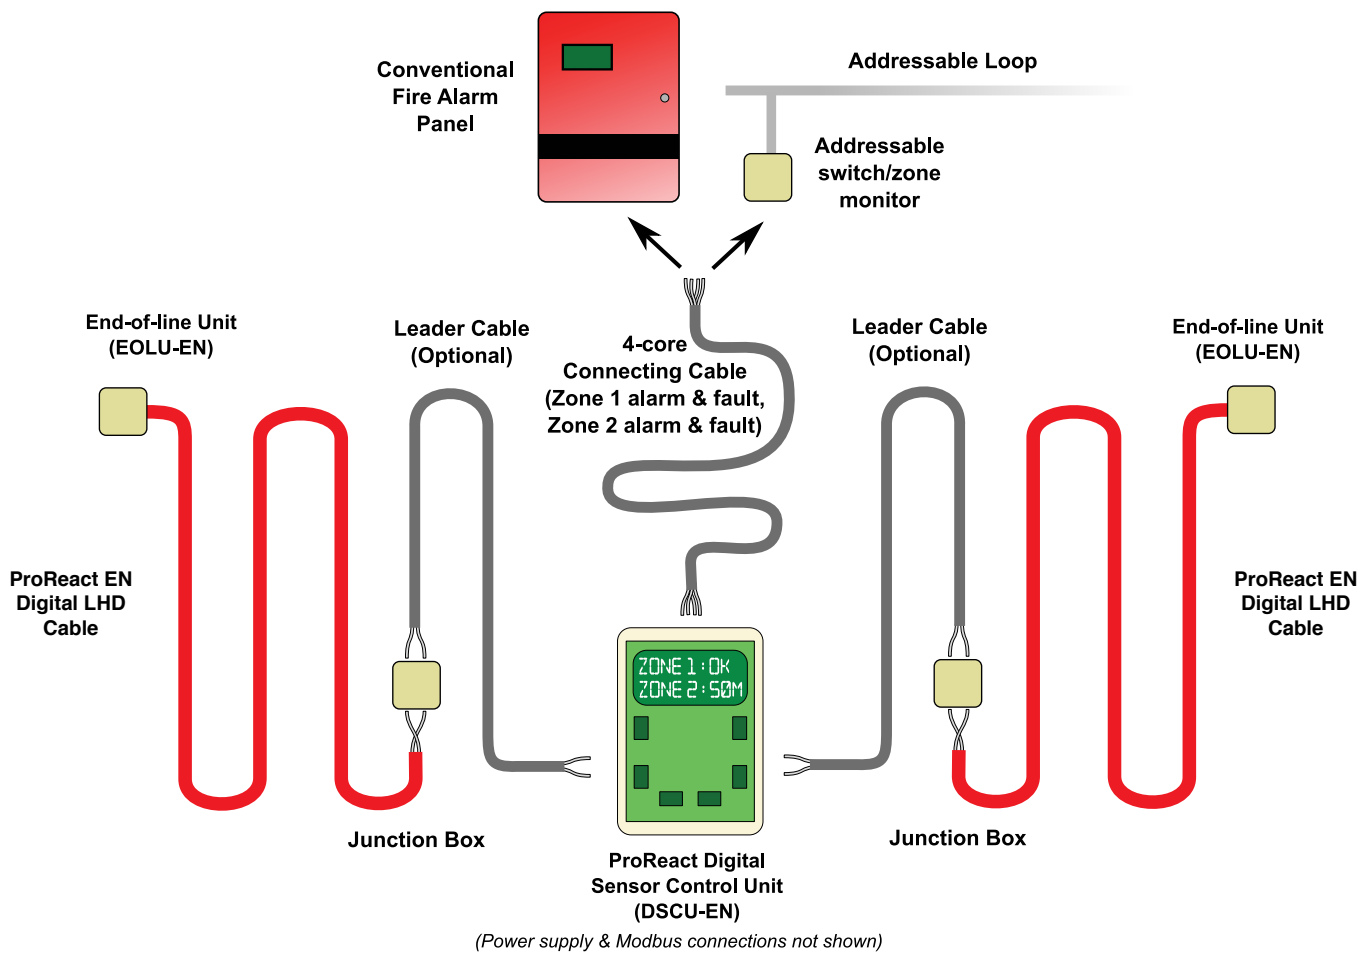 Conventional
Fire Alarm
Panel
Addressable Loop
Addressable
switch/zone
monitor
End-of-line Unit
(EOLU-EN)
Leader Cable
(Optional)
4-core
Connecting Cable
(Zone 1 alarm & fault,
Zone 2 alarm & fault)
Leader Cable
(Optional)
End-of-line Unit
(EOLU-EN)
ProReact EN
Digital LHD
Cable
ProReact EN
Digital LHD
Cable
ZONE 1: OK
ZONE 2: 50M
Junction Box
Junction Box
ProReact Digital
Sensor Control Unit
(DSCU-EN)
(Power supply & Modbus connections not shown)